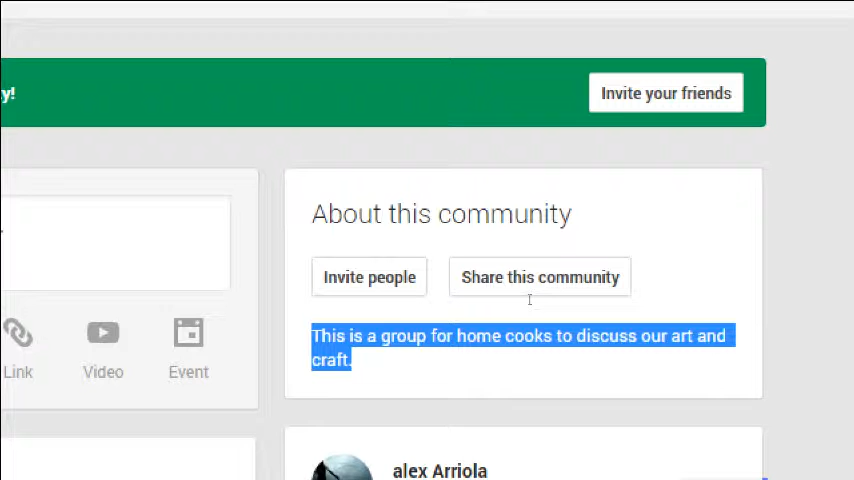 y!
Invite your friends
About this community
Invite people
Share this community
This is a group for home cooks to discuss our art and
craft.
Link
Video
Event
alex Arriola